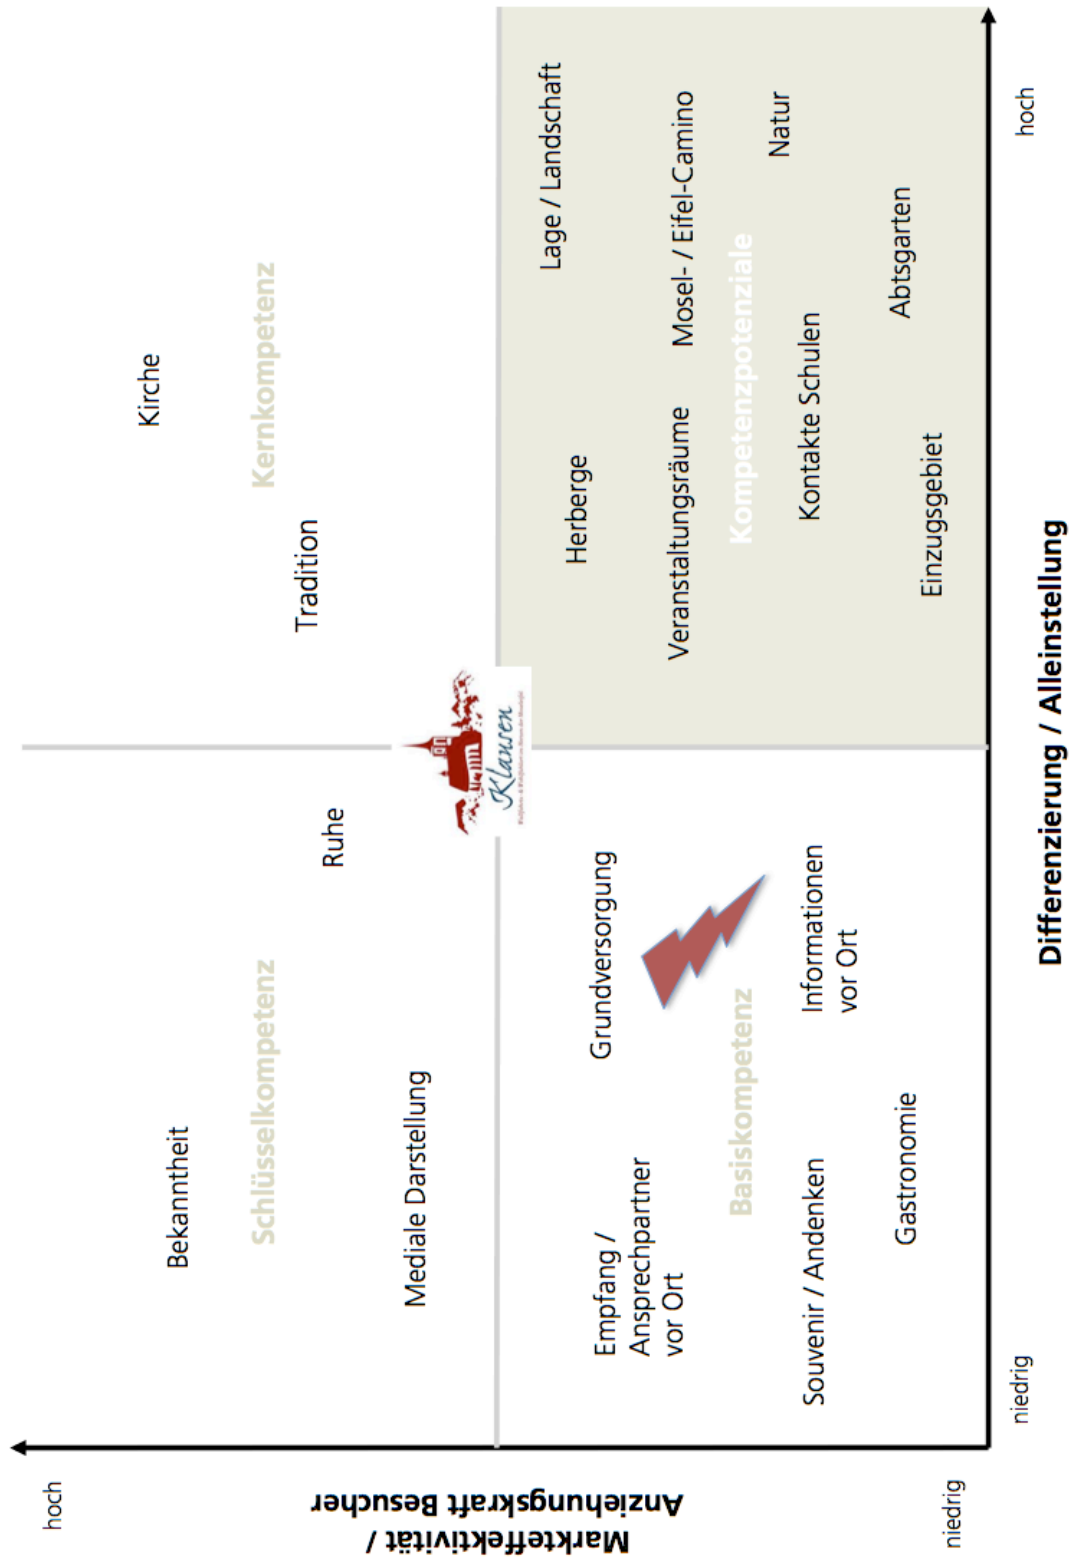 hoch
Markteffektivität /
Anziehungskraft Besucher
niedrig
Schlüsselkompetenz
Bekanntheit
Ruhe
Mediale Darstellung
Kernkompetenz
Kirche
Tradition
Klausen
Basiskompetenz
Empfang /
Ansprechpartner
vor Ort
Grundversorgung
Souvenir / Andenken
Informationen
vor Ort
Gastronomie
Kompetenzpotenziale
Lage / Landschaft
Herberge
Mosel- / Eifel-Camino
Veranstaltungsräume
Natur
Kontakte Schulen
Abtsgarten
Einzugsgebiet
niedrig
hoch
Differenzierung / Alleinstellung